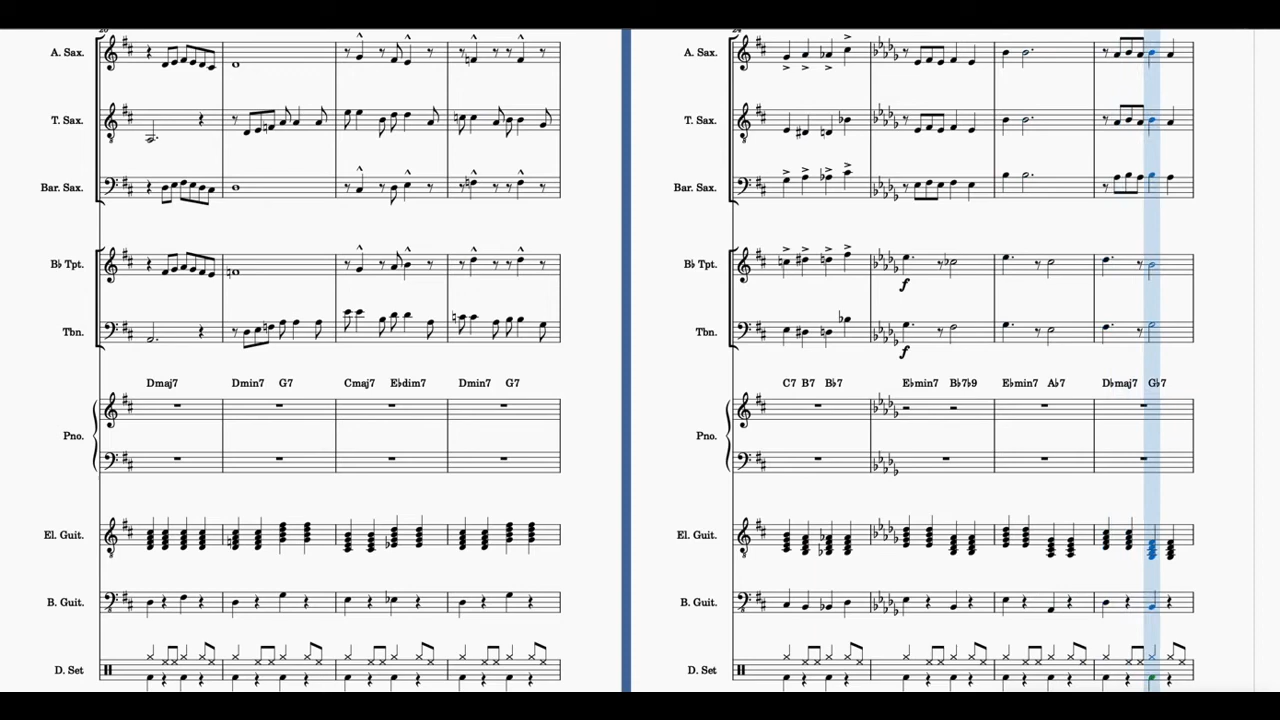 20
24
A. Sax.
A. Sax.
T. Sax.
T. Sax.
Bar. Sax.
Bar. Sax.
B♭ Tpt.
B♭ Tpt.
f
Tbn.
Tbn.
f
Dmaj7 Dmin7 G7 Cmaj7 E♭dim7 Dmin7 G7
C7 B7 B♭7 E♭min7 B♭7♭9 E♭min7 A♭7 D♭maj7 G♭7
Pno.
Pno.
El. Guit.
El. Guit.
B. Guit.
B. Guit.
D. Set
D. Set